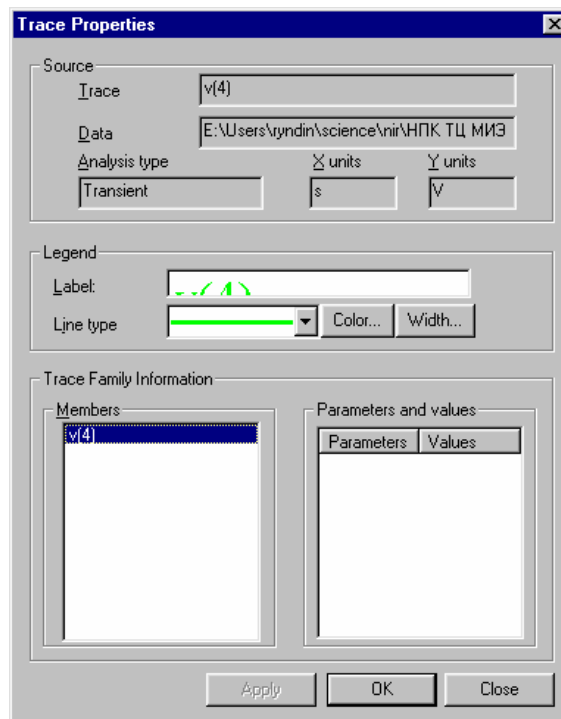 Trace Properties
Source
Trace v(4)
Data E:\Users\ryndin\science\nir\НПК ТЦ МИЭ
Analysis type X units Y units
Transient s V
Legend
Label: v(4)
Line type Color... Width...
Trace Family Information
Members Parameters and values
v(4) Parameters Values
Apply OK Close